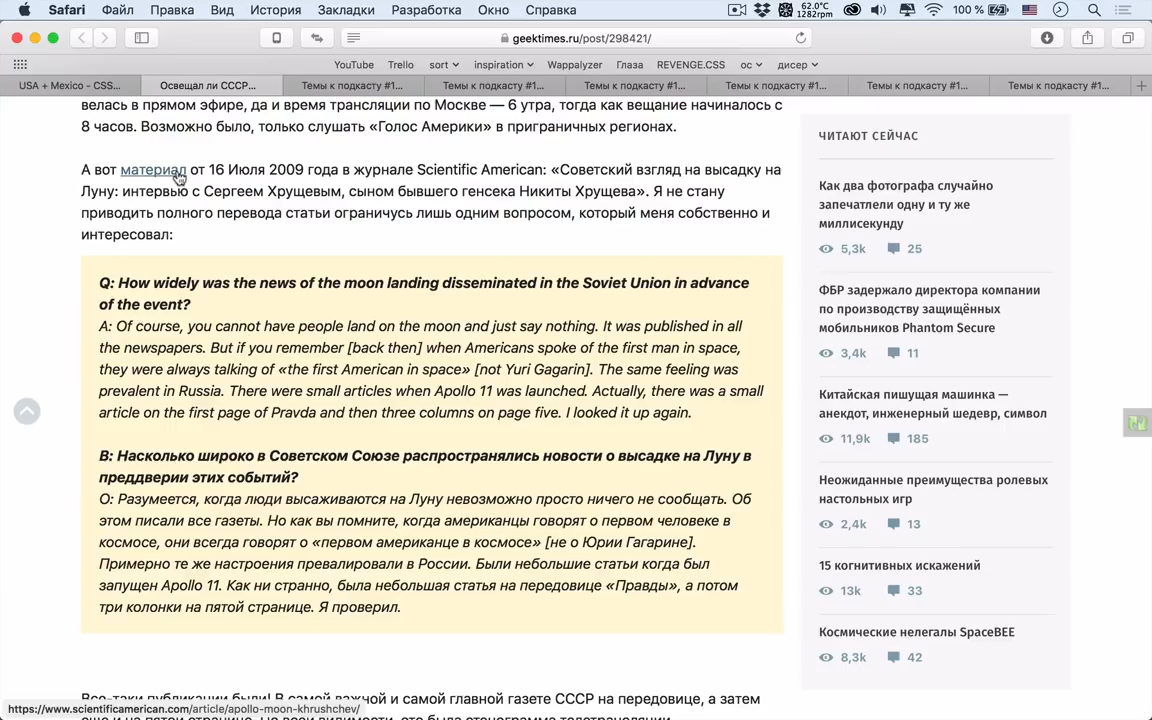 Safari Файл Правка Вид История Закладки Разработка Окно Справка 62.0°C 1282rpm 100 %
geektimes.ru/post/298421/
YouTube Trello sort inspiration Wappalyzer Глаза REVENGE.CSS ос дисер
USA + Mexico - CSS... Освещал ли СССР... Темы к подкасту #1... Темы к подкасту #1... Темы к подкасту #1... Темы к подкасту #1... Темы к подкасту #1... Темы к подкасту #1...
велась в прямом эфире, да и время трансляции по Москве — 6 утра, тогда как вещание начиналось с
8 часов. Возможно было, только слушать «Голос Америки» в приграничных регионах.
А вот материал от 16 Июля 2009 года в журнале Scientific American: «Советский взгляд на высадку на
Луну: интервью с Сергеем Хрущевым, сыном бывшего генсека Никиты Хрущева». Я не стану
приводить полного перевода статьи ограничусь лишь одним вопросом, который меня собственно и
интересовал:
Q: How widely was the news of the moon landing disseminated in the Soviet Union in advance
of the event?
A: Of course, you cannot have people land on the moon and just say nothing. It was published in all
the newspapers. But if you remember [back then] when Americans spoke of the first man in space,
they were always talking of «the first American in space» [not Yuri Gagarin]. The same feeling was
prevalent in Russia. There were small articles when Apollo 11 was launched. Actually, there was a small
article on the first page of Pravda and then three columns on page five. I looked it up again.
В: Насколько широко в Советском Союзе распространялись новости о высадке на Луну в
преддверии этих событий?
О: Разумеется, когда люди высаживаются на Луну невозможно просто ничего не сообщать. Об
этом писали все газеты. Но как вы помните, когда американцы говорят о первом человеке в
космосе, они всегда говорят о «первом американце в космосе» [не о Юрии Гагарине].
Примерно те же настроения превалировали в России. Были небольшие статьи когда был
запущен Apollo 11. Как ни странно, была небольшая статья на передовице «Правды», а потом
три колонки на пятой странице. Я проверил.
Все-таки публикации были! В самой важной и самой главной газете СССР на передовице, а затем
https://www.scientificamerican.com/article/apollo-moon-khrushchev/
ЧИТАЮТ СЕЙЧАС
Как два фотографа случайно
запечатлели одну и ту же
миллисекунду
5,3k 25
ФБР задержало директора компании
по производству защищённых
мобильников Phantom Secure
3,4k 11
Китайская пишущая машинка —
анекдот, инженерный шедевр, символ
11,9k 185
Неожиданные преимущества ролевых
настольных игр
2,4k 13
15 когнитивных искажений
13k 33
Космические нелегалы SpaceBEE
8,3k 42